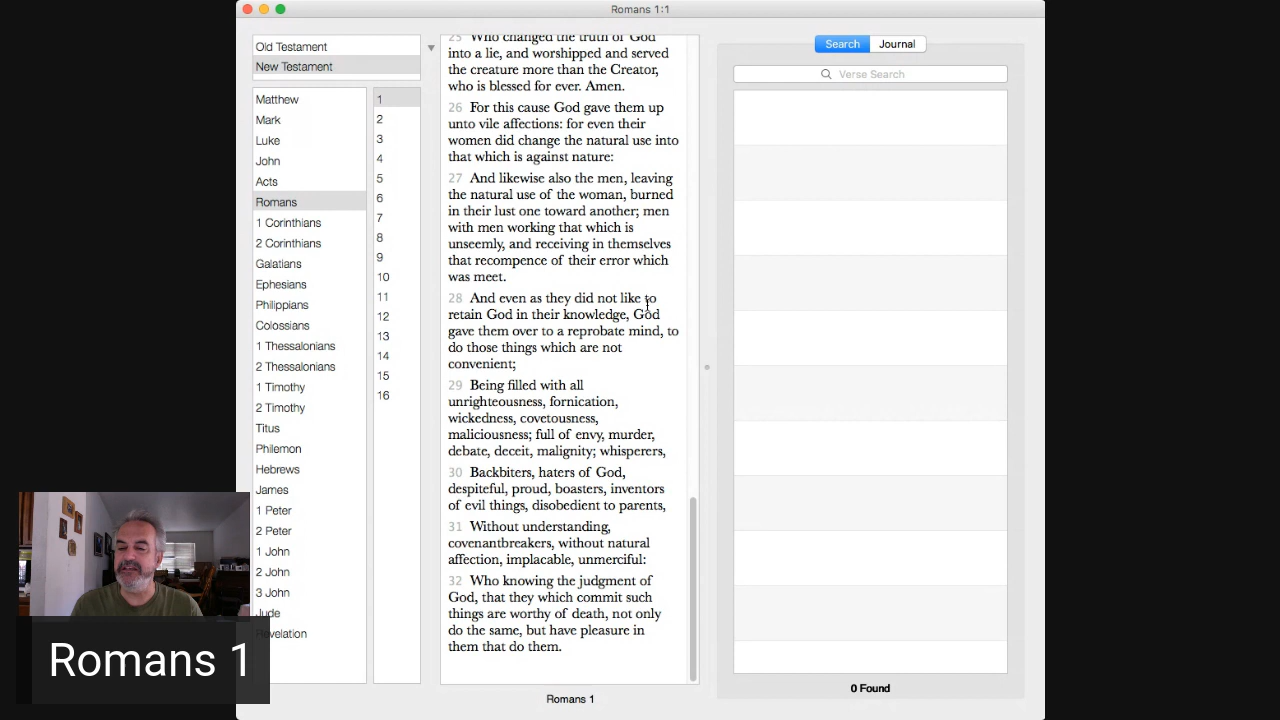 Romans 1:1
Old Testament
New Testament
Matthew
Mark
Luke
John
Acts
Romans
1 Corinthians
2 Corinthians
Galatians
Ephesians
Philippians
Colossians
1 Thessalonians
2 Thessalonians
1 Timothy
2 Timothy
Titus
Philemon
Hebrews
James
1 Peter
2 Peter
1 John
2 John
3 John
Jude
Revelation
1
2
3
4
5
6
7
8
9
10
11
12
13
14
15
16
25 Who changed the truth of God
into a lie, and worshipped and served
the creature more than the Creator,
who is blessed for ever. Amen.
26 For this cause God gave them up
unto vile affections: for even their
women did change the natural use into
that which is against nature:
27 And likewise also the men, leaving
the natural use of the woman, burned
in their lust one toward another; men
with men working that which is
unseemly, and receiving in themselves
that recompence of their error which
was meet.
28 And even as they did not like to
retain God in their knowledge, God
gave them over to a reprobate mind, to
do those things which are not
convenient;
29 Being filled with all
unrighteousness, fornication,
wickedness, covetousness,
maliciousness; full of envy, murder,
debate, deceit, malignity; whisperers,
30 Backbiters, haters of God,
despiteful, proud, boasters, inventors
of evil things, disobedient to parents,
31 Without understanding,
covenantbreakers, without natural
affection, implacable, unmerciful:
32 Who knowing the judgment of
God, that they which commit such
things are worthy of death, not only
do the same, but have pleasure in
them that do them.
Romans 1
Search
Journal
Verse Search
0 Found
Romans 1